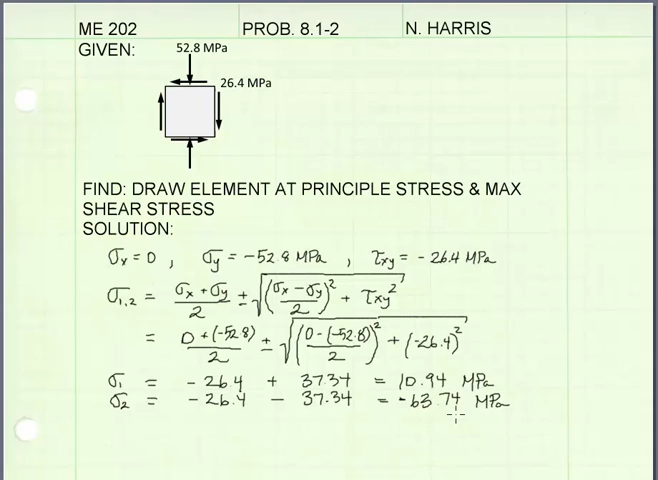 ME 202 PROB. 8.1-2 N. HARRIS
GIVEN:
52.8 MPa
26.4 MPa
FIND: DRAW ELEMENT AT PRINCIPLE STRESS & MAX
SHEAR STRESS
SOLUTION:
σx = 0 , σy = -52.8 MPa , τxy = -26.4 MPa
σ1,2 = (σx + σy)/2 ± √(((σx - σy)/2)² + τxy²)
= (0 + (-52.8))/2 ± √(((0 - (-52.8))/2)² + (-26.4)²)
σ1 = -26.4 + 37.34 = 10.94 MPa
σ2 = -26.4 - 37.34 = -63.74 MPa